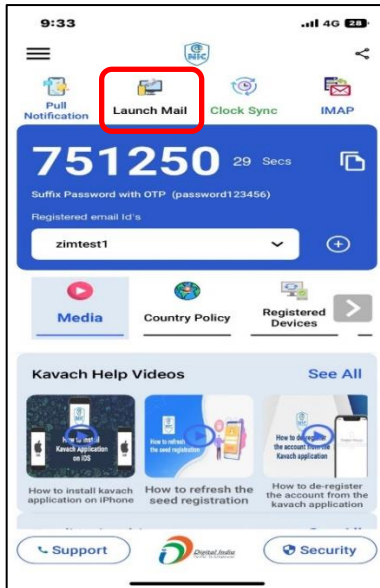 9:33
4G 28
NIC
Pull
Notification
Launch Mail
Clock Sync
IMAP
751250 29 Secs
Suffix Password with OTP (password123456)
Registered email Id's
zimtest1
Media
Country Policy
Registered
Devices
Kavach Help Videos
See All
How to install
Kavach Application
on iOS
How to refresh
the seed registration
How to de-register
the account from the
Kavach application
How to install kavach
application on iPhone
How to refresh the
seed registration
How to de-register
the account from the
kavach application
Support
Digital India
Security